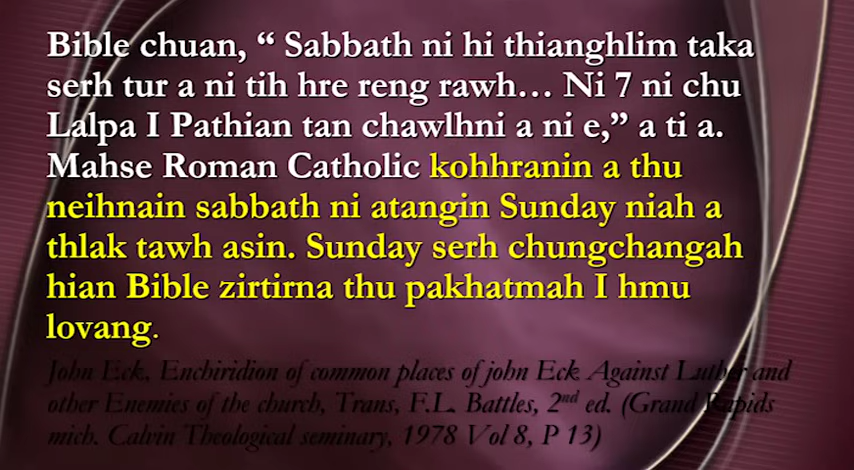 Bible chuan, “ Sabbath ni hi thianghlim taka
serh tur a ni tih hre reng rawh… Ni 7 ni chu
Lalpa I Pathian tan chawlhni a ni e,” a ti a.
Mahse Roman Catholic kohhranin a thu
neihnain sabbath ni atangin Sunday niah a
thlak tawh asin. Sunday serh chungchangah
hian Bible zirtirna thu pakhatmah I hmu
lovang.
John Eck, Enchiridion of common places of john Eck Against Luther and
other Enemies of the church, Trans, F.L. Battles, 2nd ed. (Grand Rapids
mich. Calvin Theological seminary, 1978 Vol 8, P 13)